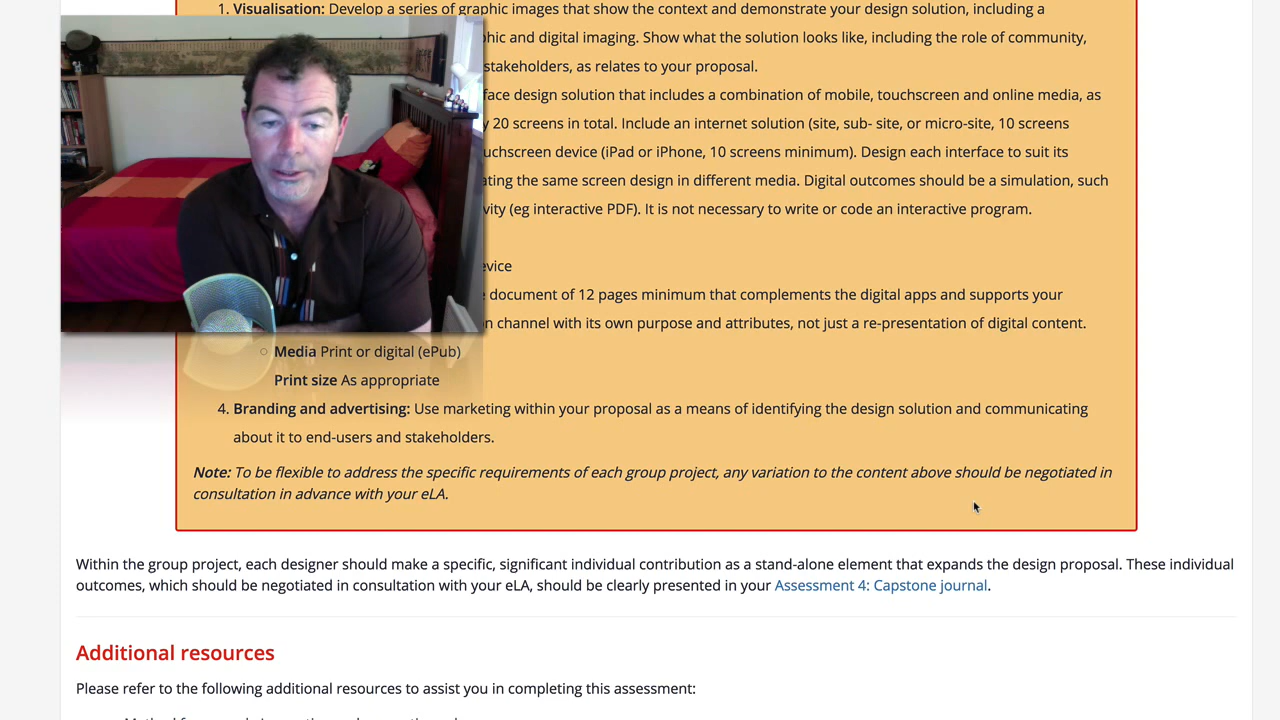 1. Visualisation: Develop a series of graphic images that show the context and demonstrate your design solution, including a
phic and digital imaging. Show what the solution looks like, including the role of community,
stakeholders, as relates to your proposal.
face design solution that includes a combination of mobile, touchscreen and online media, as
y 20 screens in total. Include an internet solution (site, sub- site, or micro-site, 10 screens
uchscreen device (iPad or iPhone, 10 screens minimum). Design each interface to suit its
ating the same screen design in different media. Digital outcomes should be a simulation, such
vity (eg interactive PDF). It is not necessary to write or code an interactive program.
evice
e document of 12 pages minimum that complements the digital apps and supports your
n channel with its own purpose and attributes, not just a re-presentation of digital content.
○ Media Print or digital (ePub)
Print size As appropriate
4. Branding and advertising: Use marketing within your proposal as a means of identifying the design solution and communicating
about it to end-users and stakeholders.
Note: To be flexible to address the specific requirements of each group project, any variation to the content above should be negotiated in
consultation in advance with your eLA.
Within the group project, each designer should make a specific, significant individual contribution as a stand-alone element that expands the design proposal. These individual
outcomes, which should be negotiated in consultation with your eLA, should be clearly presented in your Assessment 4: Capstone journal.
Additional resources
Please refer to the following additional resources to assist you in completing this assessment: